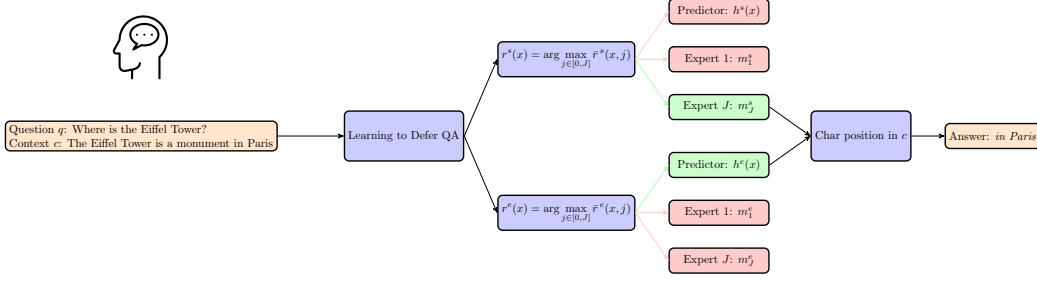 Question q: Where is the Eiffel Tower?
Context c: The Eiffel Tower is a monument in Paris
Learning to Defer QA
r^s(x) = arg max_{j∈[0,J]} r̄^s(x, j)
r^e(x) = arg max_{j∈[0,J]} r̄^e(x, j)
Predictor: h^s(x)
Expert 1: m_1^s
Expert J: m_J^s
Predictor: h^e(x)
Expert 1: m_1^e
Expert J: m_J^e
Char position in c
Answer: in Paris